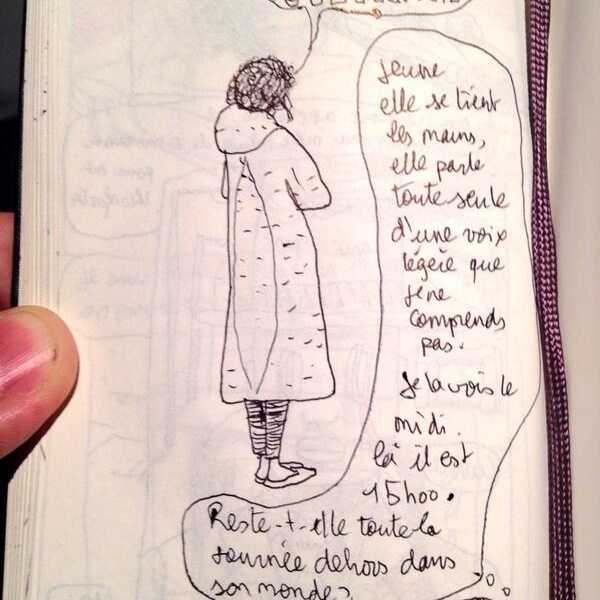 Jeune
elle se tient
les mains,
elle parle
toute seule
d'une voix
légère que
je ne
comprends
pas.
Je la vois le
midi.
Là il est
15h00.
Reste-t-elle toute la
journée dehors dans
son monde?